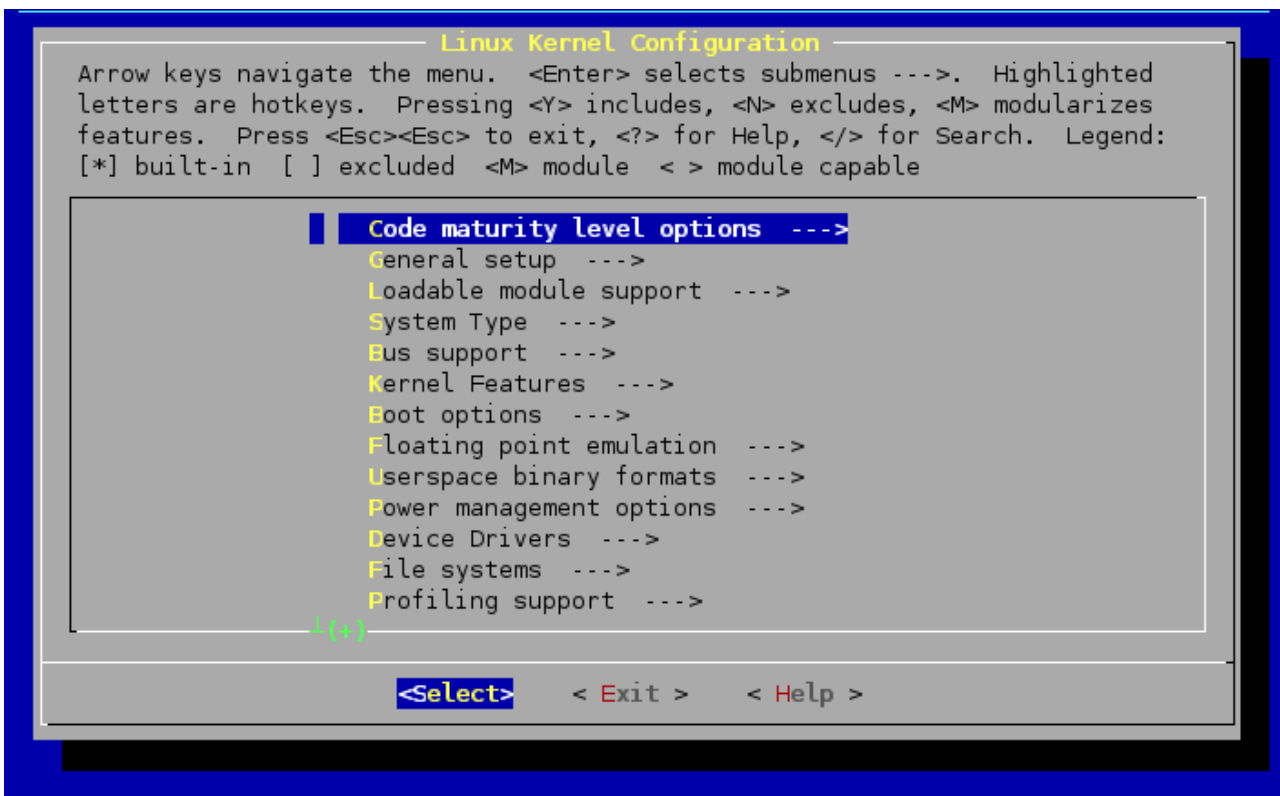 Linux Kernel Configuration
Arrow keys navigate the menu.  <Enter> selects submenus --->.  Highlighted
letters are hotkeys.  Pressing <Y> includes, <N> excludes, <M> modularizes
features.  Press <Esc><Esc> to exit, <?> for Help, </> for Search.  Legend:
[*] built-in  [ ] excluded  <M> module  < > module capable
Code maturity level options  --->
General setup  --->
Loadable module support  --->
System Type  --->
Bus support  --->
Kernel Features  --->
Boot options  --->
Floating point emulation  --->
Userspace binary formats  --->
Power management options  --->
Device Drivers  --->
File systems  --->
Profiling support  --->
(+)
<Select>    < Exit >    < Help >